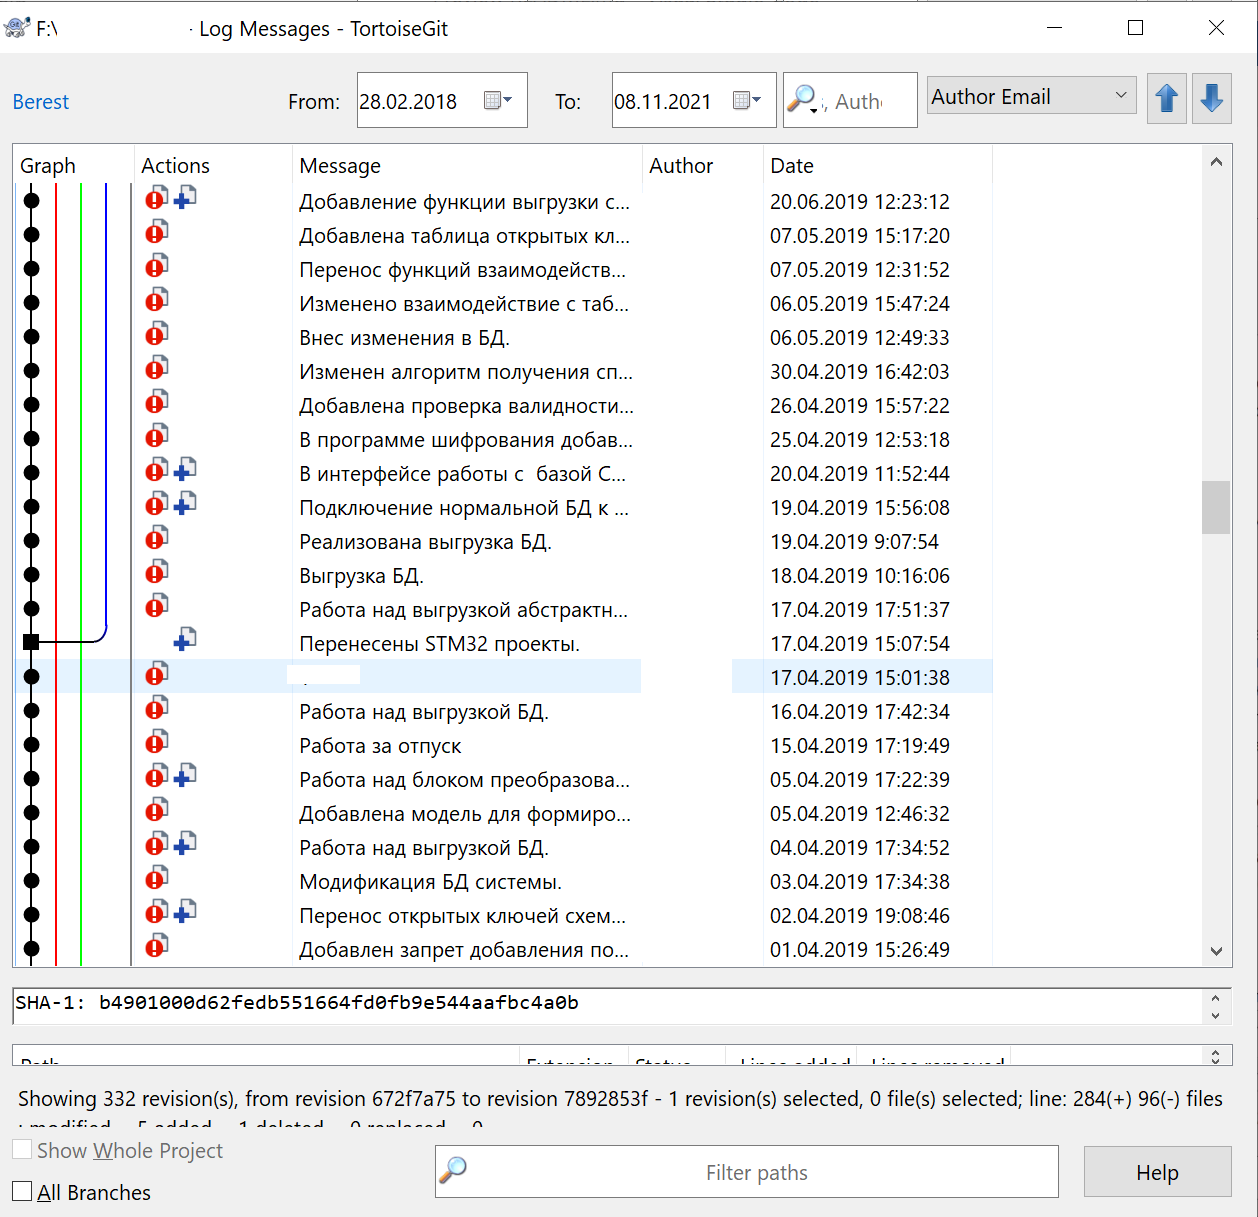 F:\ Log Messages - TortoiseGit
Berest From: 28.02.2018 To: 08.11.2021 Author Email
Graph Actions Message Author Date
Добавление функции выгрузки с... 20.06.2019 12:23:12
Добавлена таблица открытых кл... 07.05.2019 15:17:20
Перенос функций взаимодейств... 07.05.2019 12:31:52
Изменено взаимодействие с таб... 06.05.2019 15:47:24
Внес изменения в БД. 06.05.2019 12:49:33
Изменен алгоритм получения сп... 30.04.2019 16:42:03
Добавлена проверка валидности... 26.04.2019 15:57:22
В программе шифрования добав... 25.04.2019 12:53:18
В интерфейсе работы с  базой С... 20.04.2019 11:52:44
Подключение нормальной БД к ... 19.04.2019 15:56:08
Реализована выгрузка БД. 19.04.2019 9:07:54
Выгрузка БД. 18.04.2019 10:16:06
Работа над выгрузкой абстрактн... 17.04.2019 17:51:37
Перенесены STM32 проекты. 17.04.2019 15:07:54
17.04.2019 15:01:38
Работа над выгрузкой БД. 16.04.2019 17:42:34
Работа за отпуск 15.04.2019 17:19:49
Работа над блоком преобразова... 05.04.2019 17:22:39
Добавлена модель для формиро... 05.04.2019 12:46:32
Работа над выгрузкой БД. 04.04.2019 17:34:52
Модификация БД системы. 03.04.2019 17:34:38
Перенос открытых ключей схем... 02.04.2019 19:08:46
Добавлен запрет добавления по... 01.04.2019 15:26:49
SHA-1: b4901000d62fedb551664fd0fb9e544aafbc4a0b
Path Extension Status Lines added Lines removed
Showing 332 revision(s), from revision 672f7a75 to revision 7892853f - 1 revision(s) selected, 0 file(s) selected; line: 284(+) 96(-) files
Show Whole Project
Filter paths Help
All Branches